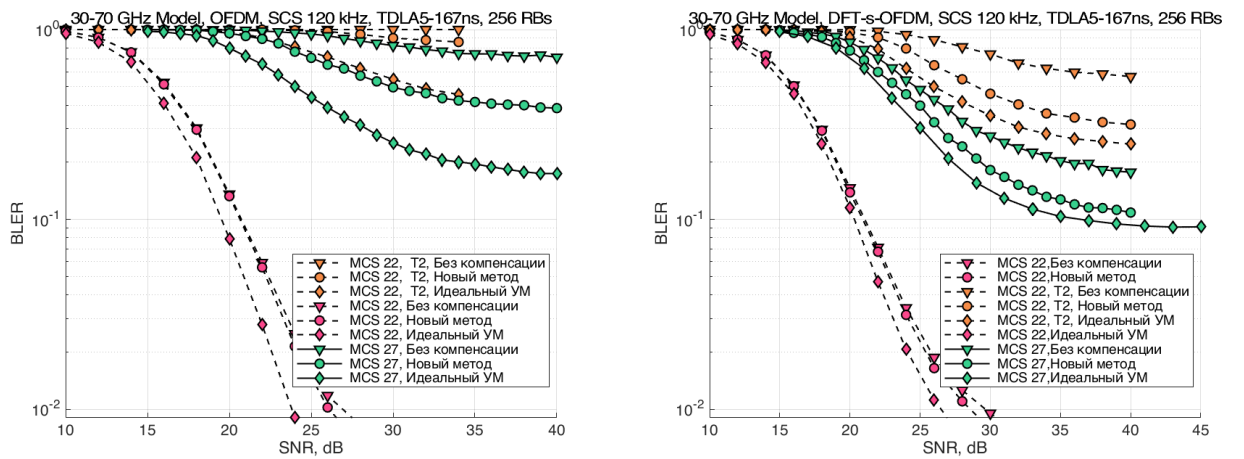 30-70 GHz Model, OFDM, SCS 120 kHz, TDLA5-167ns, 256 RBs
10⁰
10⁻¹
10⁻²
BLER
10 15 20 25 30 35 40
SNR, dB
MCS 22, T2, Без компенсации
MCS 22, T2, Новый метод
MCS 22, T2, Идеальный УМ
MCS 22, Без компенсации
MCS 22, Новый метод
MCS 22, Идеальный УМ
MCS 27, Без компенсации
MCS 27, Новый метод
MCS 27, Идеальный УМ
30-70 GHz Model, DFT-s-OFDM, SCS 120 kHz, TDLA5-167ns, 256 RBs
10⁰
10⁻¹
10⁻²
BLER
10 15 20 25 30 35 40 45
SNR, dB
MCS 22,Без компенсации
MCS 22,Новый метод
MCS 22, T2, Без компенсации
MCS 22, T2, Новый метод
MCS 22, T2, Идеальный УМ
MCS 22,Идеальный УМ
MCS 27,Без компенсации
MCS 27,Новый метод
MCS 27,Идеальный УМ